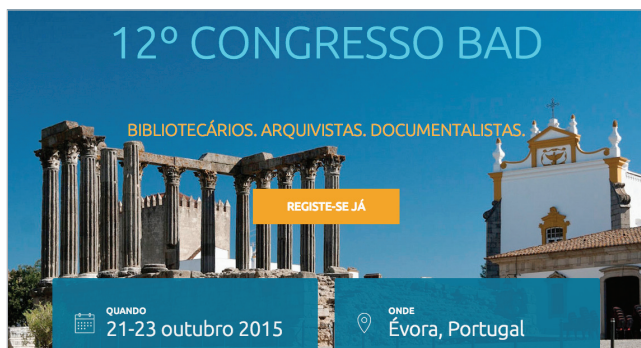 12º CONGRESSO BAD
BIBLIOTECÁRIOS. ARQUIVISTAS. DOCUMENTALISTAS.
REGISTE-SE JÁ
QUANDO
21-23 outubro 2015
ONDE
Évora, Portugal